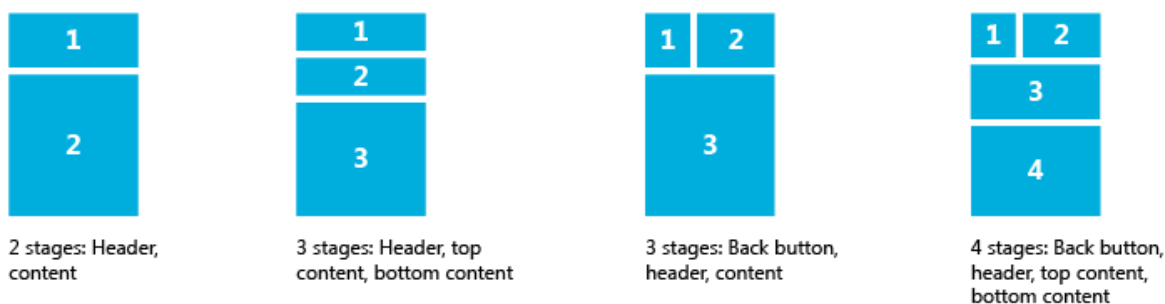 1
2
2 stages: Header,
content
1
2
3
3 stages: Header, top
content, bottom content
1 2
3
3 stages: Back button,
header, content
1 2
3
4
4 stages: Back button,
header, top content,
bottom content